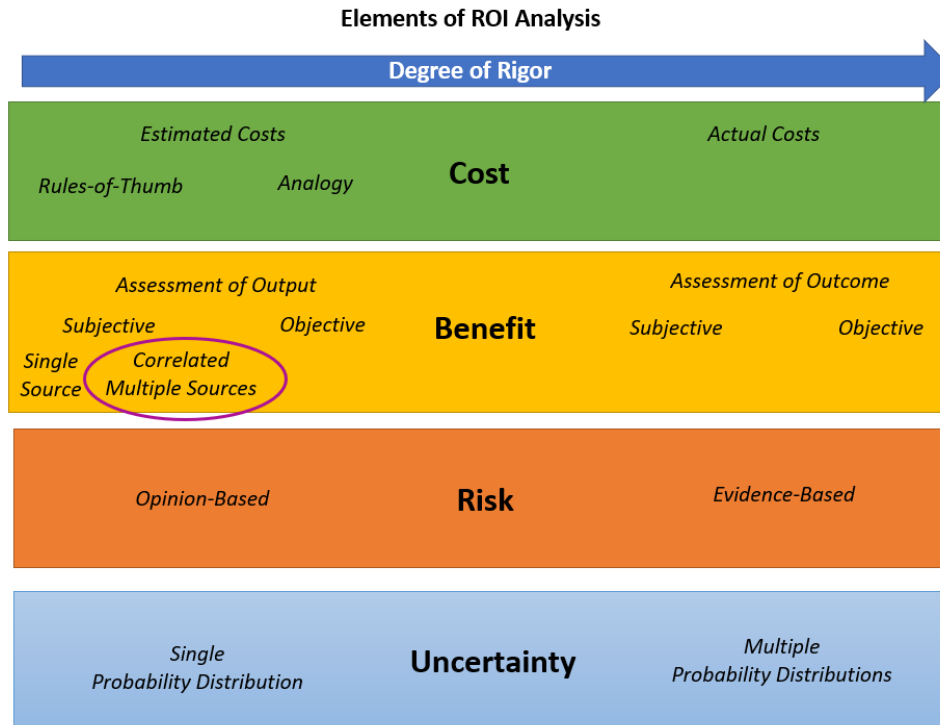 Elements of ROI Analysis
Degree of Rigor
Estimated Costs
Actual Costs
Rules-of-Thumb
Analogy
Cost
Assessment of Output
Assessment of Outcome
Subjective
Objective
Benefit
Subjective
Objective
Single
Source
Correlated
Multiple Sources
Opinion-Based
Risk
Evidence-Based
Single
Probability Distribution
Uncertainty
Multiple
Probability Distributions